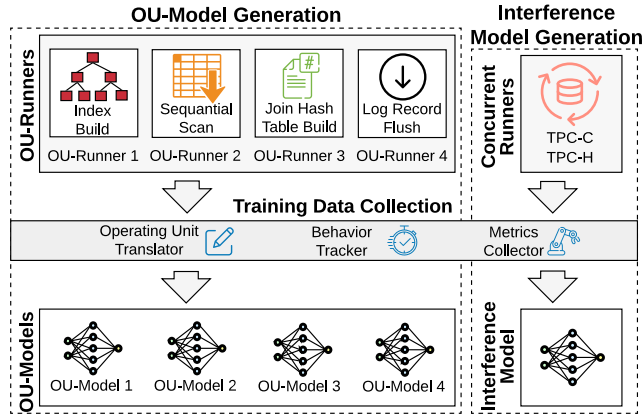 OU-Model Generation
Interference
Model Generation
OU-Runners
Index
Build
Sequantial
Scan
#
Join Hash
Table Build
Log Record
Flush
OU-Runner 1
OU-Runner 2
OU-Runner 3
OU-Runner 4
Concurrent
Runners
TPC-C
TPC-H
Training Data Collection
Operating Unit
Translator
Behavior
Tracker
Metrics
Collector
OU-Models
OU-Model 1
OU-Model 2
OU-Model 3
OU-Model 4
Interference
Model